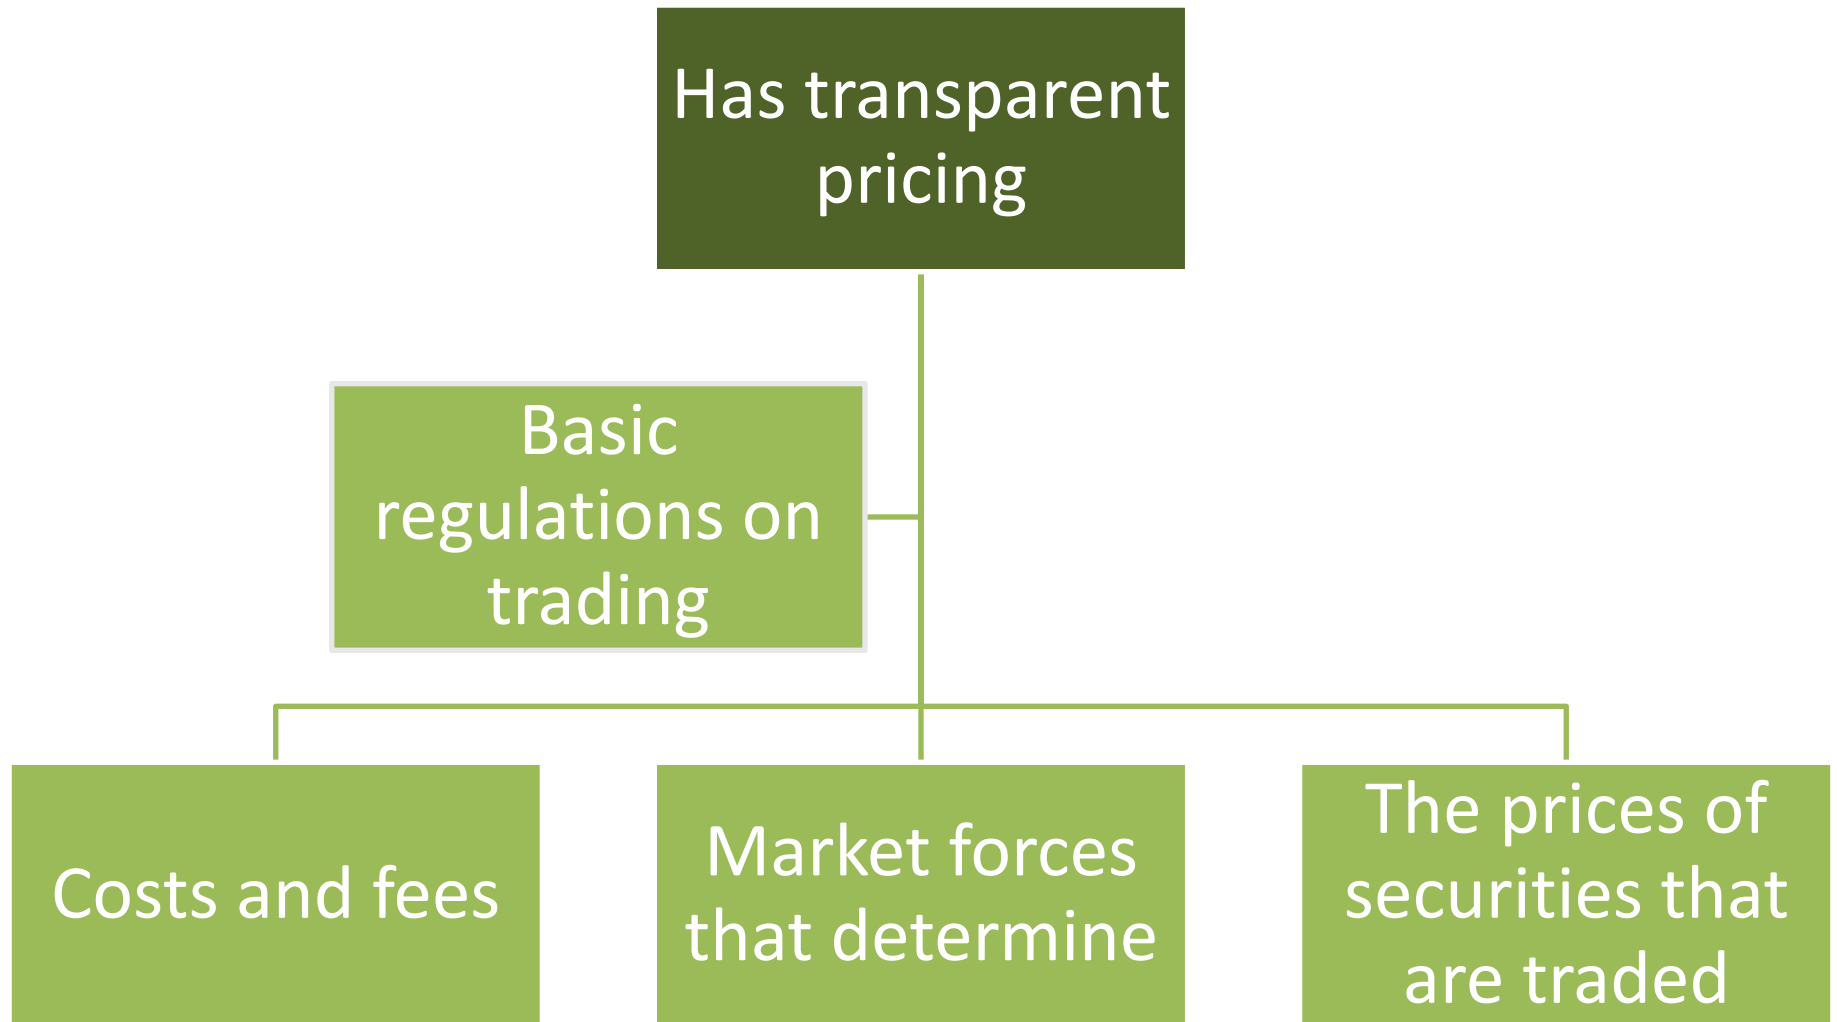 Has transparent
pricing
Basic
regulations on
trading
Costs and fees
Market forces
that determine
The prices of
securities that
are traded